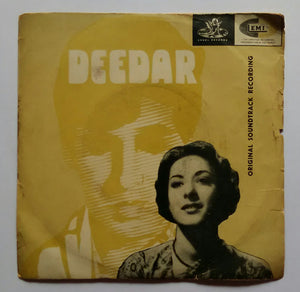 DEEDAR
EMI
ORIGINAL SOUNDTRACK RECORDING